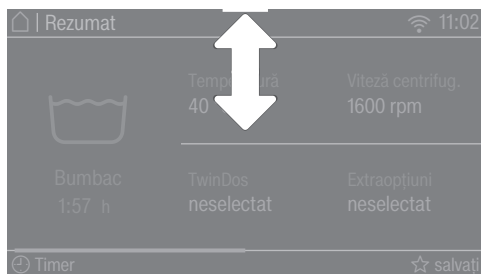 | Rezumat 11:02
Temperatură Viteză centrifug.
40 1600 rpm
Bumbac TwinDos Extraopțiuni
1:57 h neselectat neselectat
Timer salvați